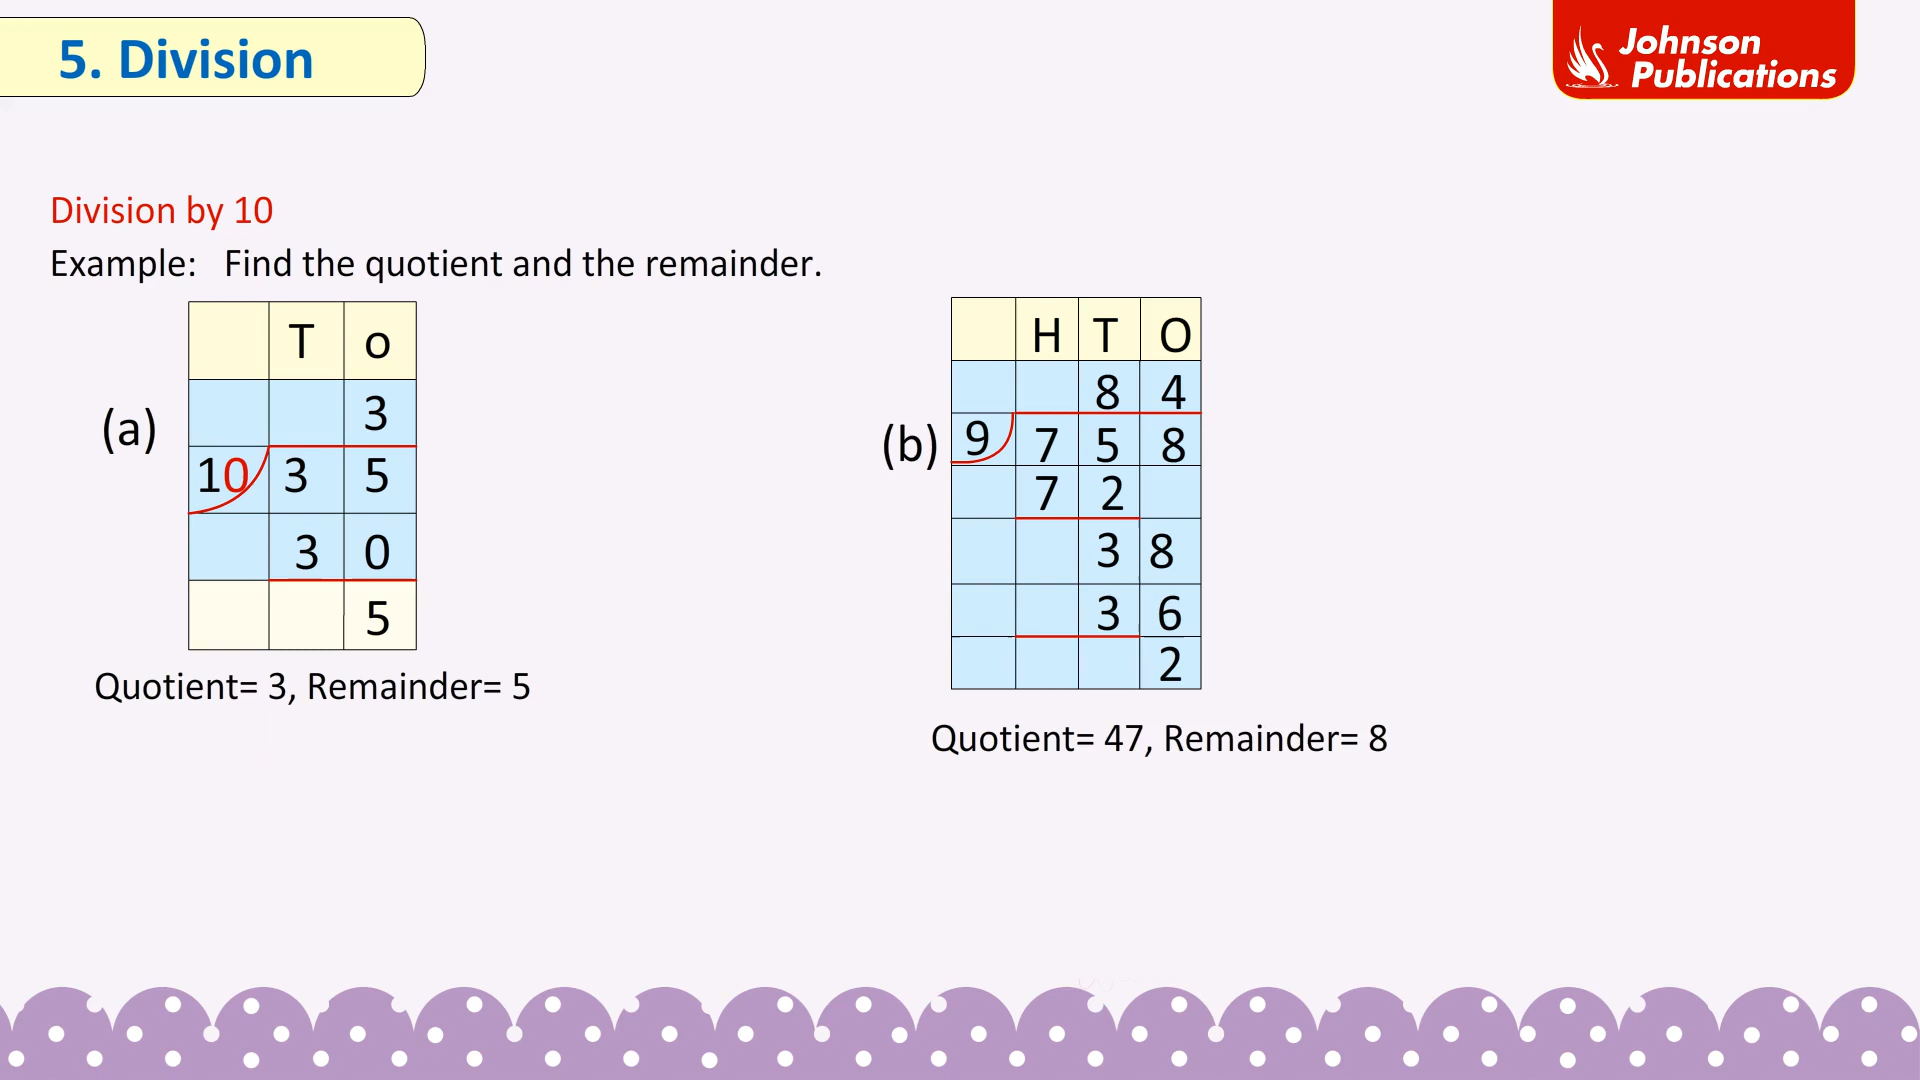 5. Division
Johnson
Publications
Division by 10
Example: Find the quotient and the remainder.
(a)
T o
3
10 3 5
3 0
5
Quotient= 3, Remainder= 5
(b)
H T O
8 4
9 7 5 8
7 2
3 8
3 6
2
Quotient= 47, Remainder= 8